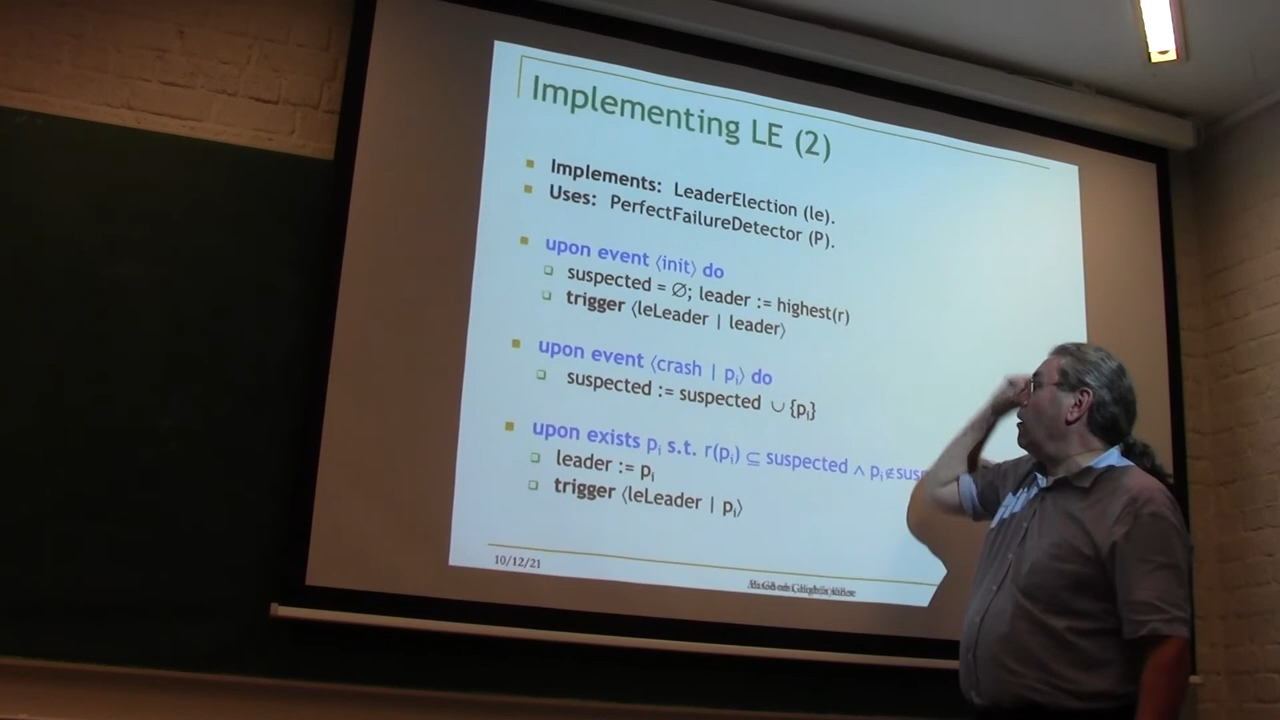 Implementing LE (2)
Implements: LeaderElection (le).
Uses: PerfectFailureDetector (P).
upon event ⟨init⟩ do
suspected = ∅; leader := highest(r)
trigger ⟨leLeader | leader⟩
upon event ⟨crash | pᵢ⟩ do
suspected := suspected ∪ {pᵢ}
upon exists pᵢ s.t. r(pᵢ) ⊆ suspected ∧ pᵢ∉susp
leader := pᵢ
trigger ⟨leLeader | pᵢ⟩
10/12/21